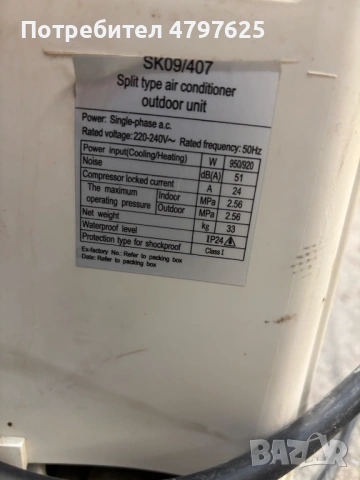 Потребител 4797625
SK09/407
Split type air conditioner
outdoor unit
Power: Single-phase a.c.
Rated voltage: 220-240V~ Rated frequency: 50Hz
Power input(Cooling/Heating) W 950/920
Noise dB(A) 51
Compressor locked current A 24
The maximum operating pressure Indoor MPa 2.56
Outdoor MPa 2.56
Net weight kg 33
Waterproof level IP24
Protection type for shockproof Class I
Ex-factory No.: Refer to packing box
Date: Refer to packing box
BAZAR
bg